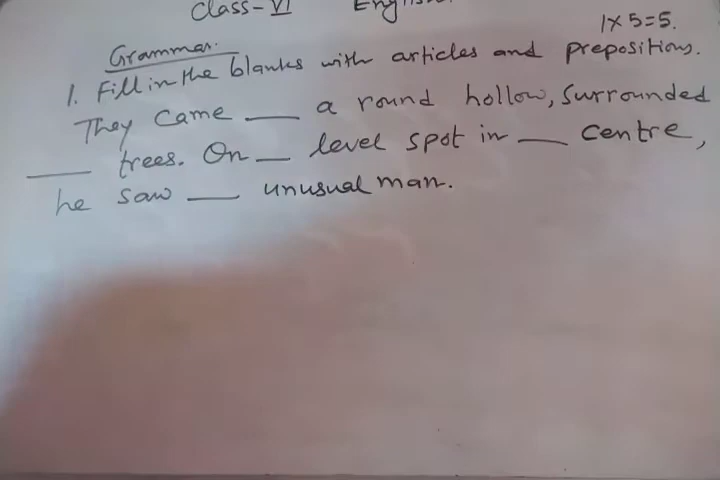 Class-VI English
1×5=5.
Grammar.
1. Fill in the blanks with articles and prepositions.
They came ___ a round hollow, surrounded
___ trees. On ___ level spot in ___ centre,
he saw ___ unusual man.